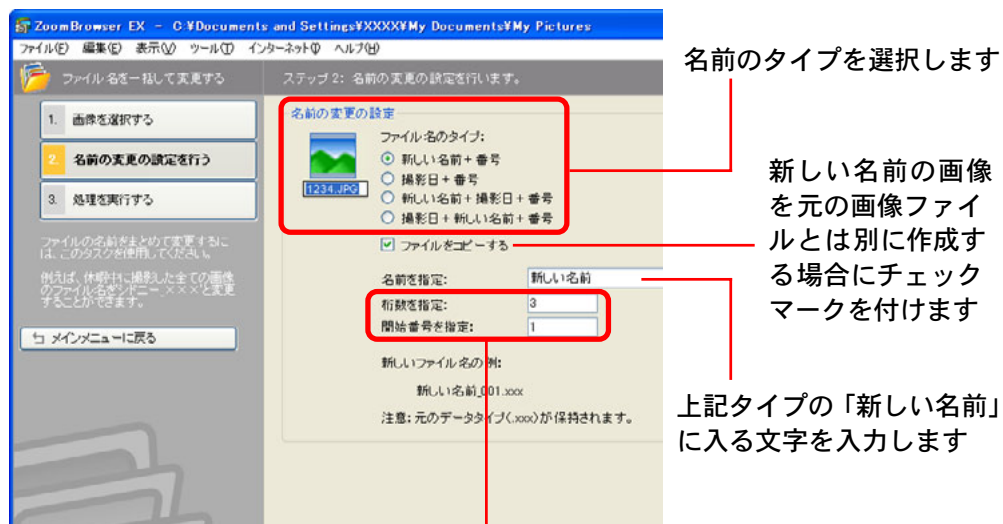 ZoomBrowser EX - C:¥Documents and Settings¥XXXX¥My Documents¥My Pictures
ファイル(F) 編集(E) 表示(V) ツール(T) インターネット(I) ヘルプ(H)
ファイル名を一括して変更する
ステップ 2: 名前の変更の設定を行います。
1. 画像を選択する
2. 名前の変更の設定を行う
3. 処理を実行する
ファイルの名前をまとめて変更するに
は、このタスクを使用してください。
例えば、休暇中に撮影した全ての画像
のファイル名をシドニー_×××と変更
することができます。
メインメニューに戻る
名前の変更の設定
1234.JPG
ファイル名のタイプ:
新しい名前 + 番号
撮影日 + 番号
新しい名前 + 撮影日 + 番号
撮影日 + 新しい名前 + 番号
ファイルをコピーする
名前を指定: 新しい名前
桁数を指定: 3
開始番号を指定: 1
新しいファイル名の例:
新しい名前_001.xxx
注意: 元のデータタイプ(.xxx)が保持されます。
名前のタイプを選択します
新しい名前の画像
を元の画像ファイ
ルとは別に作成す
る場合にチェック
マークを付けます
上記タイプの「新しい名前」
に入る文字を入力します